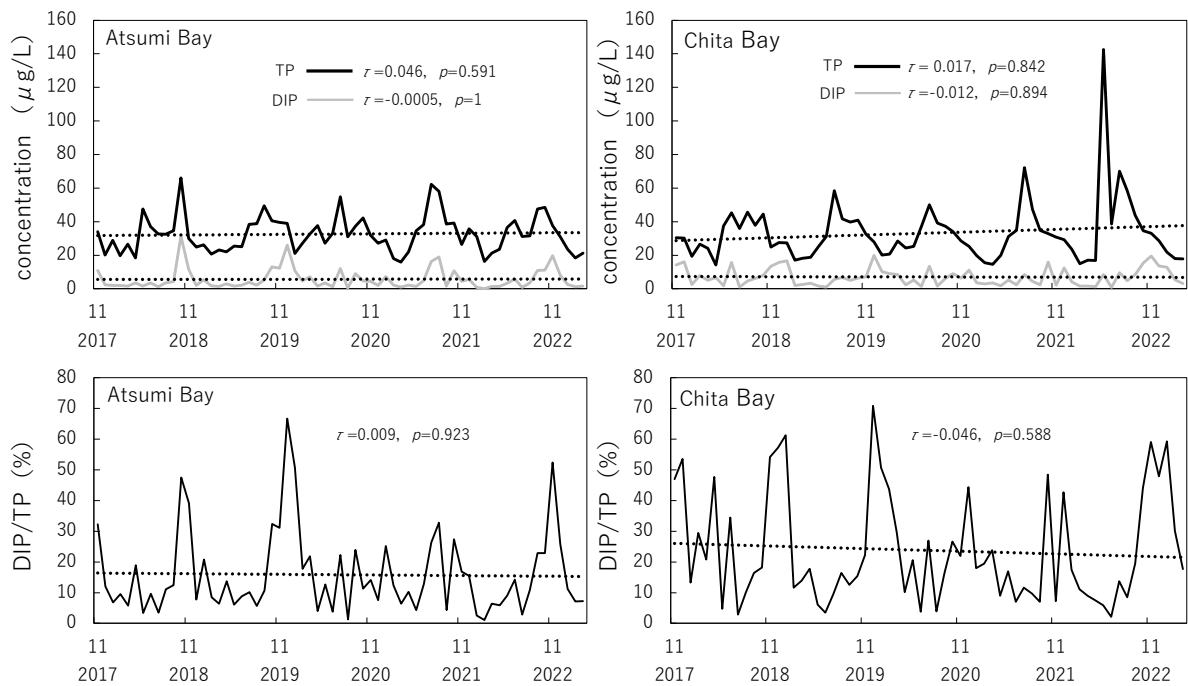 Atsumi Bay
concentration (μg/L)
160
140
120
100
80
60
40
20
0
TP τ=0.046, p=0.591
DIP τ=-0.0005, p=1
11 11 11 11 11 11
2017 2018 2019 2020 2021 2022
Chita Bay
concentration (μg/L)
160
140
120
100
80
60
40
20
0
TP τ= 0.017, p=0.842
DIP τ=-0.012, p=0.894
11 11 11 11 11 11
2017 2018 2019 2020 2021 2022
Atsumi Bay
DIP/TP (%)
80
70
60
50
40
30
20
10
0
τ=0.009, p=0.923
11 11 11 11 11 11
2017 2018 2019 2020 2021 2022
Chita Bay
DIP/TP (%)
80
70
60
50
40
30
20
10
0
τ=-0.046, p=0.588
11 11 11 11 11 11
2017 2018 2019 2020 2021 2022